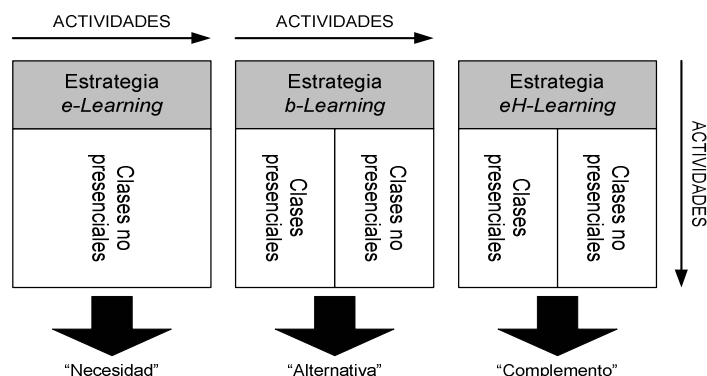 ACTIVIDADES
ACTIVIDADES
Estrategia
e-Learning
Estrategia
b-Learning
Estrategia
eH-Learning
Clases no
presenciales
Clases
presenciales
Clases no
presenciales
Clases
presenciales
Clases no
presenciales
ACTIVIDADES
“Necesidad”
“Alternativa”
“Complemento”